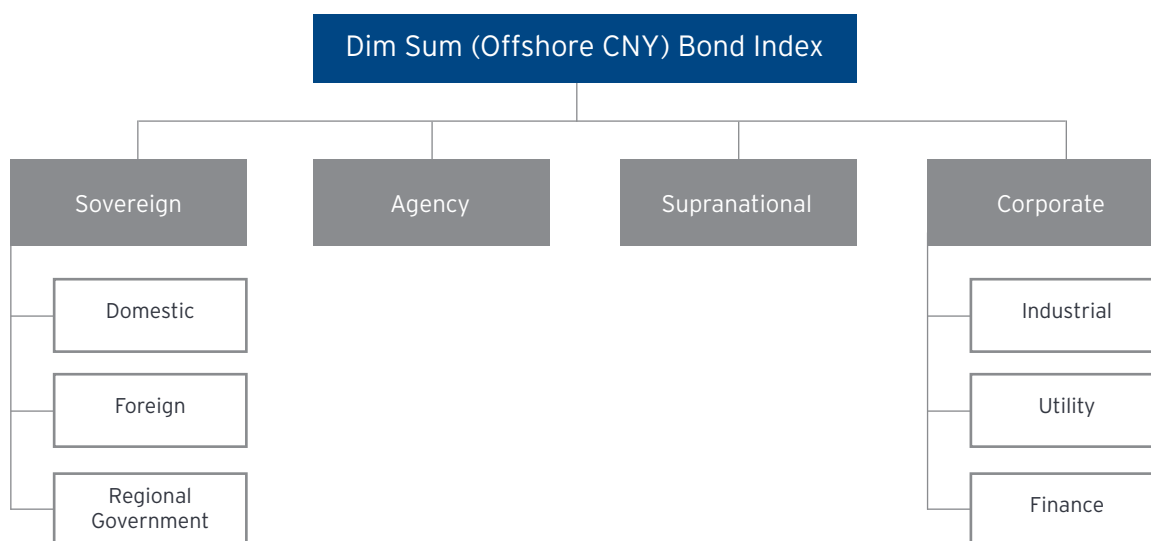 Dim Sum (Offshore CNY) Bond Index
Sovereign
Agency
Supranational
Corporate
Domestic
Industrial
Foreign
Utility
Regional
Government
Finance